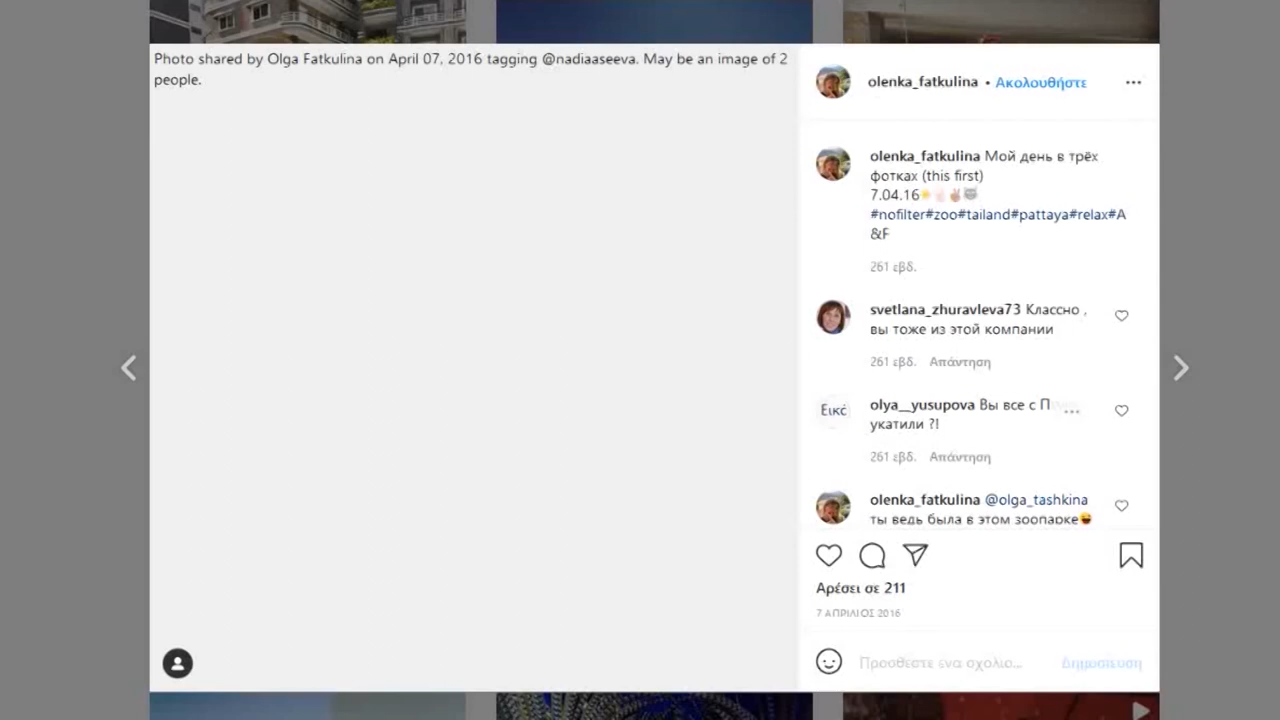 Photo shared by Olga Fatkulina on April 07, 2016 tagging @nadiaaseeva. May be an image of 2
people.
olenka_fatkulina • Ακολουθήστε
olenka_fatkulina Мой день в трёх
фотках (this first)
7.04.16
#nofilter#zoo#tailand#pattaya#relax#A
&F
261 εβδ.
svetlana_zhuravleva73 Классно ,
вы тоже из этой компании
261 εβδ. Απάντηση
Εικό
olya__yusupova Вы все с
укатили ?!
261 εβδ. Απάντηση
olenka_fatkulina @olga_tashkina
ты ведь была в этом зоопарке
Αρέσει σε 211
7 ΑΠΡΙΛΙΟΣ 2016
Προσθέστε ένα σχόλιο... Δημοσίευση